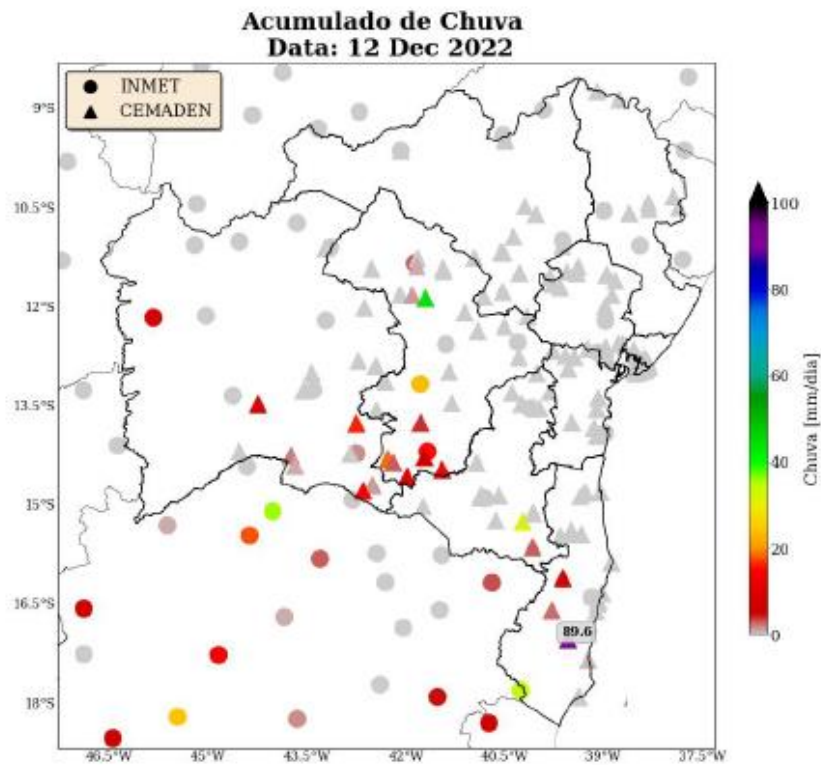 Acumulado de Chuva
Data: 12 Dec 2022
INMET
CEMADEN
9°S
10.5°S
12°S
13.5°S
15°S
16.5°S
18°S
46.5°W
45°W
43.5°W
42°W
40.5°W
39°W
37.5°W
89.6
100
80
60
40
20
0
Chuva [mm/dia]